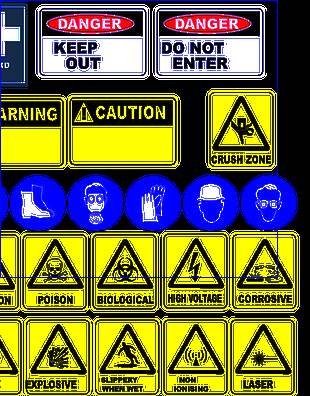 DANGER
KEEP
OUT
DANGER
DO NOT
ENTER
ARNING
CAUTION
CRUSH ZONE
POISON
BIOLOGICAL
HIGH VOLTAGE
CORROSIVE
EXPLOSIVE
SLIPPERY
WHEN WET
NON
IONISING
LASER